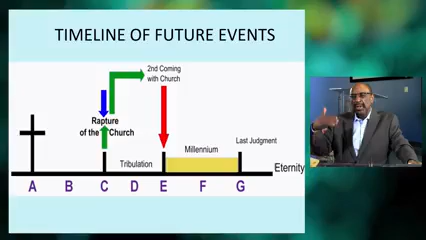 TIMELINE OF FUTURE EVENTS
2nd Coming
with Church
Rapture
of the Church
Tribulation
Millennium
Last Judgment
Eternity
A B C D E F G